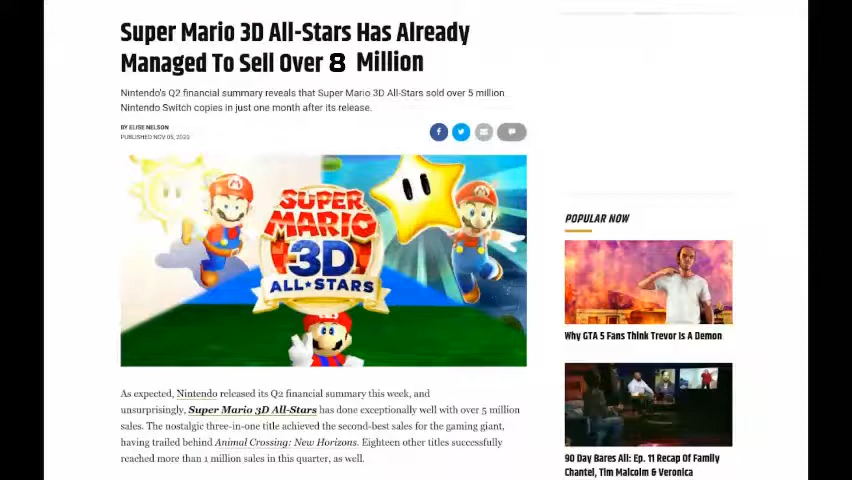 Super Mario 3D All-Stars Has Already
Managed To Sell Over 8 Million
Nintendo's Q2 financial summary reveals that Super Mario 3D All-Stars sold over 5 million
Nintendo Switch copies in just one month after its release.
BY ELISE NELSON
PUBLISHED NOV 05, 2020
SUPER
MARIO
3D
ALL★STARS
As expected, Nintendo released its Q2 financial summary this week, and
unsurprisingly, Super Mario 3D All-Stars has done exceptionally well with over 5 million
sales. The nostalgic three-in-one title achieved the second-best sales for the gaming giant,
having trailed behind Animal Crossing: New Horizons. Eighteen other titles successfully
reached more than 1 million sales in this quarter, as well.
POPULAR NOW
Why GTA 5 Fans Think Trevor Is A Demon
90 Day Bares All: Ep. 11 Recap Of Family
Chantel, Tim Malcolm & Veronica